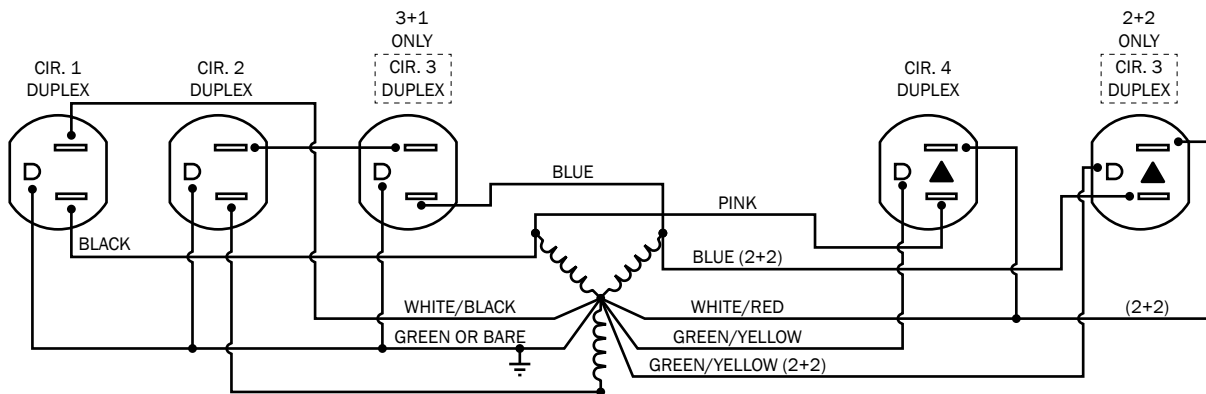 3+1
ONLY
2+2
ONLY
CIR. 1
DUPLEX
CIR. 2
DUPLEX
CIR. 3
DUPLEX
CIR. 4
DUPLEX
CIR. 3
DUPLEX
BLUE
PINK
BLACK
BLUE (2+2)
WHITE/BLACK
WHITE/RED
(2+2)
GREEN OR BARE
GREEN/YELLOW
GREEN/YELLOW (2+2)